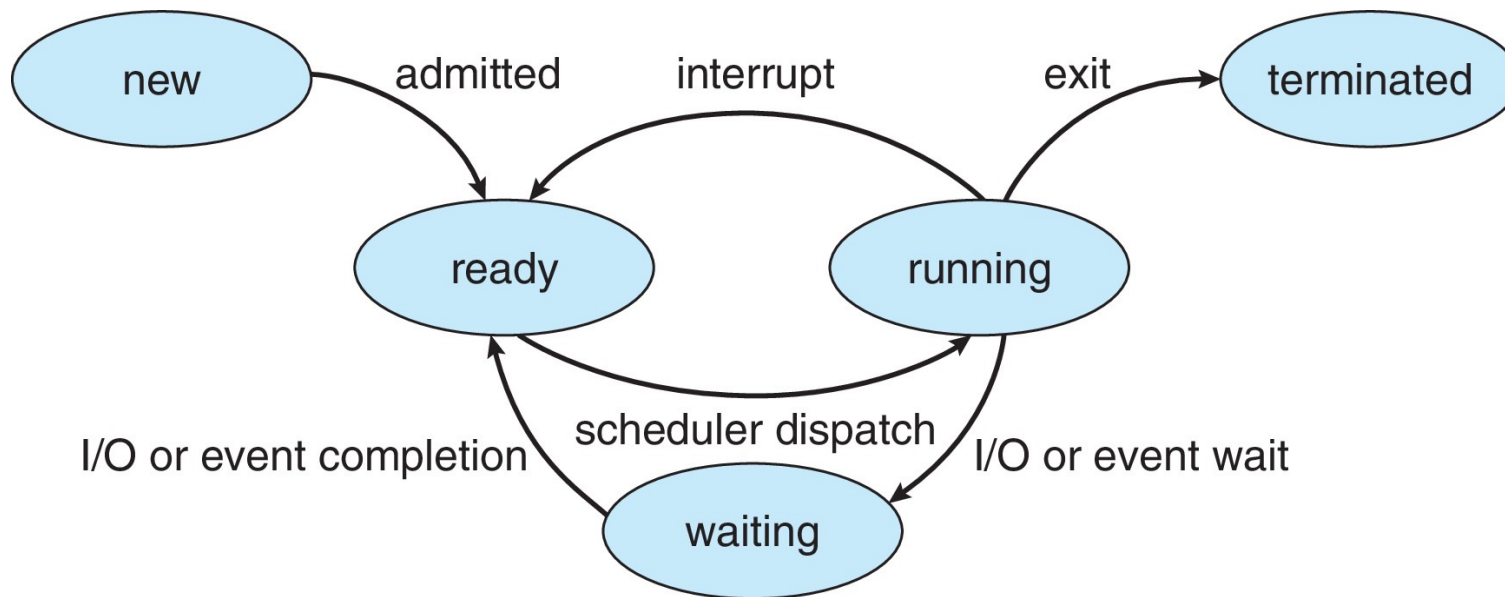 new
admitted
interrupt
exit
terminated
ready
running
I/O or event completion
scheduler dispatch
I/O or event wait
waiting